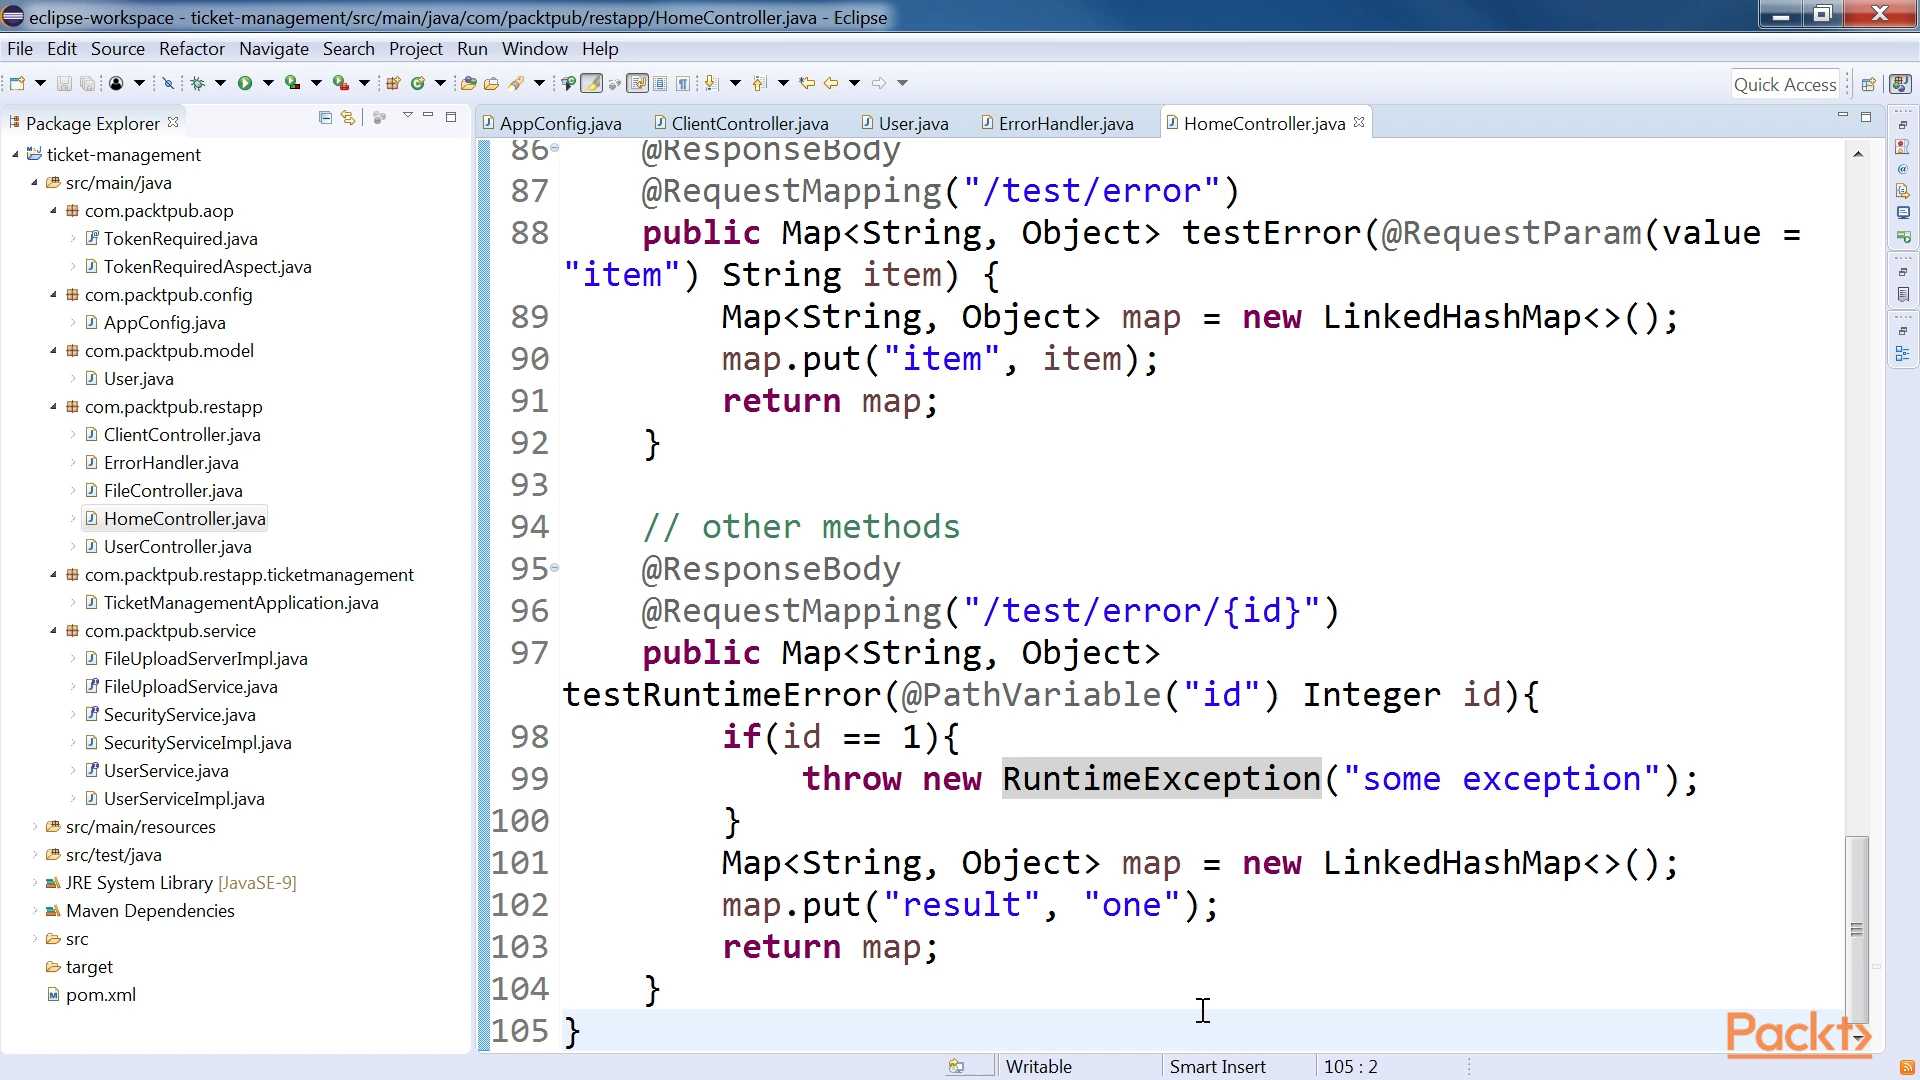 eclipse-workspace - ticket-management/src/main/java/com/packtpub/restapp/HomeController.java - Eclipse
File Edit Source Refactor Navigate Search Project Run Window Help
Quick Access
Package Explorer
AppConfig.java ClientController.java User.java ErrorHandler.java HomeController.java
ticket-management
src/main/java
com.packtpub.aop
TokenRequired.java
TokenRequiredAspect.java
com.packtpub.config
AppConfig.java
com.packtpub.model
User.java
com.packtpub.restapp
ClientController.java
ErrorHandler.java
FileController.java
HomeController.java
UserController.java
com.packtpub.restapp.ticketmanagement
TicketManagementApplication.java
com.packtpub.service
FileUploadServerImpl.java
FileUploadService.java
SecurityService.java
SecurityServiceImpl.java
UserService.java
UserServiceImpl.java
src/main/resources
src/test/java
JRE System Library [JavaSE-9]
Maven Dependencies
src
target
pom.xml
86 @ResponseBody
87 @RequestMapping("/test/error")
88 public Map<String, Object> testError(@RequestParam(value =
"item") String item) {
89 Map<String, Object> map = new LinkedHashMap<>();
90 map.put("item", item);
91 return map;
92 }
93
94 // other methods
95 @ResponseBody
96 @RequestMapping("/test/error/{id}")
97 public Map<String, Object>
testRuntimeError(@PathVariable("id") Integer id){
98 if(id == 1){
99 throw new RuntimeException("some exception");
100 }
101 Map<String, Object> map = new LinkedHashMap<>();
102 map.put("result", "one");
103 return map;
104 }
105 }
Packt>
Writable Smart Insert 105 : 2